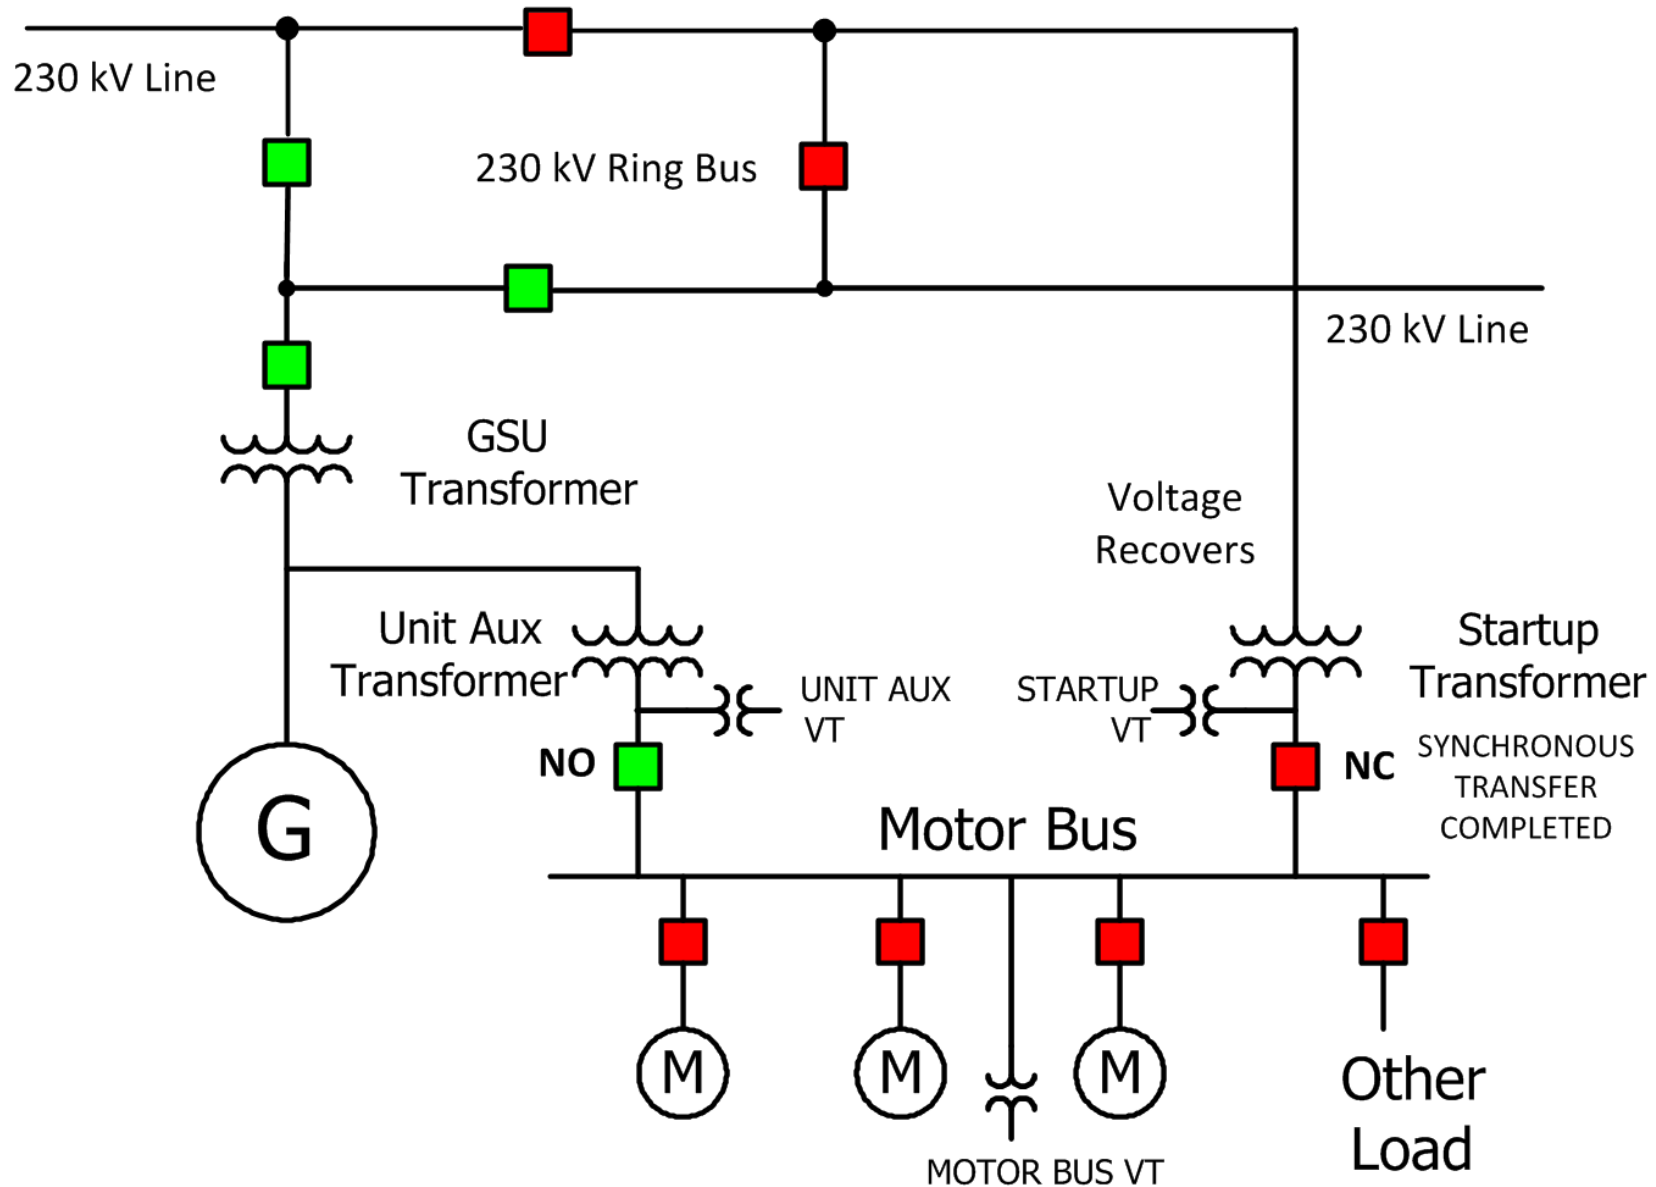 230 kV Line
230 kV Ring Bus
230 kV Line
GSU
Transformer
Voltage
Recovers
Unit Aux
Transformer
Startup
Transformer
UNIT AUX
VT
STARTUP
VT
NO
NC
SYNCHRONOUS
TRANSFER
COMPLETED
G
Motor Bus
M
M
M
Other
Load
MOTOR BUS VT